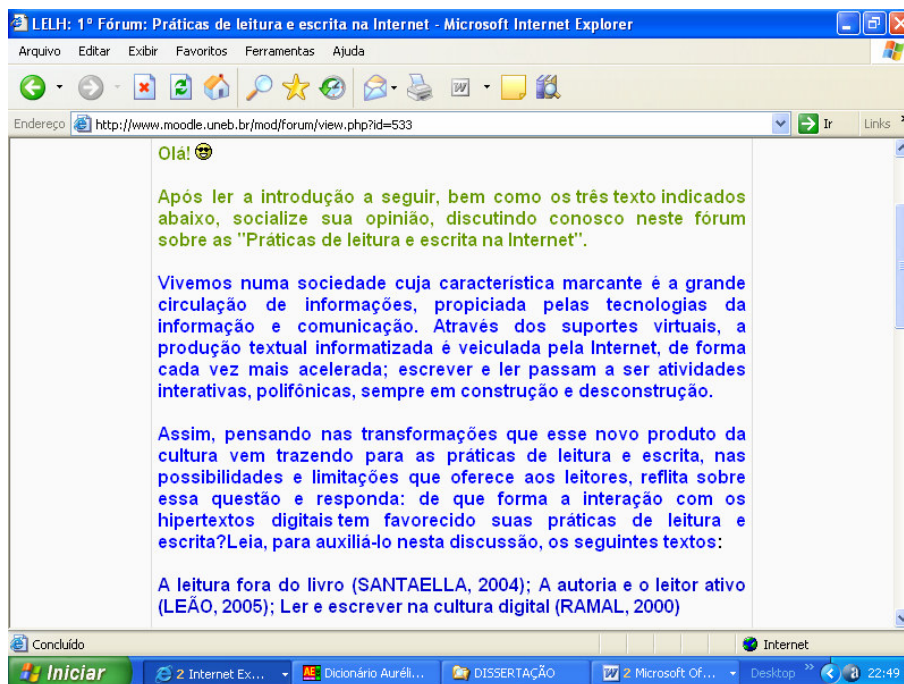 LELH: 1º Fórum: Práticas de leitura e escrita na Internet - Microsoft Internet Explorer
Arquivo Editar Exibir Favoritos Ferramentas Ajuda
Endereço http://www.moodle.uneb.br/mod/forum/view.php?id=533 Ir Links
Olá!
Após ler a introdução a seguir, bem como os três texto indicados
abaixo, socialize sua opinião, discutindo conosco neste fórum
sobre as "Práticas de leitura e escrita na Internet".
Vivemos numa sociedade cuja característica marcante é a grande
circulação de informações, propiciada pelas tecnologias da
informação e comunicação. Através dos suportes virtuais, a
produção textual informatizada é veiculada pela Internet, de forma
cada vez mais acelerada; escrever e ler passam a ser atividades
interativas, polifônicas, sempre em construção e desconstrução.
Assim, pensando nas transformações que esse novo produto da
cultura vem trazendo para as práticas de leitura e escrita, nas
possibilidades e limitações que oferece aos leitores, reflita sobre
essa questão e responda: de que forma a interação com os
hipertextos digitais tem favorecido suas práticas de leitura e
escrita?Leia, para auxiliá-lo nesta discussão, os seguintes textos:
A leitura fora do livro (SANTAELLA, 2004); A autoria e o leitor ativo
(LEÃO, 2005); Ler e escrever na cultura digital (RAMAL, 2000)
Concluído Internet
Iniciar 2 Internet Ex... Dicionário Auréli... DISSERTAÇÃO 2 Microsoft Of... Desktop 22:49